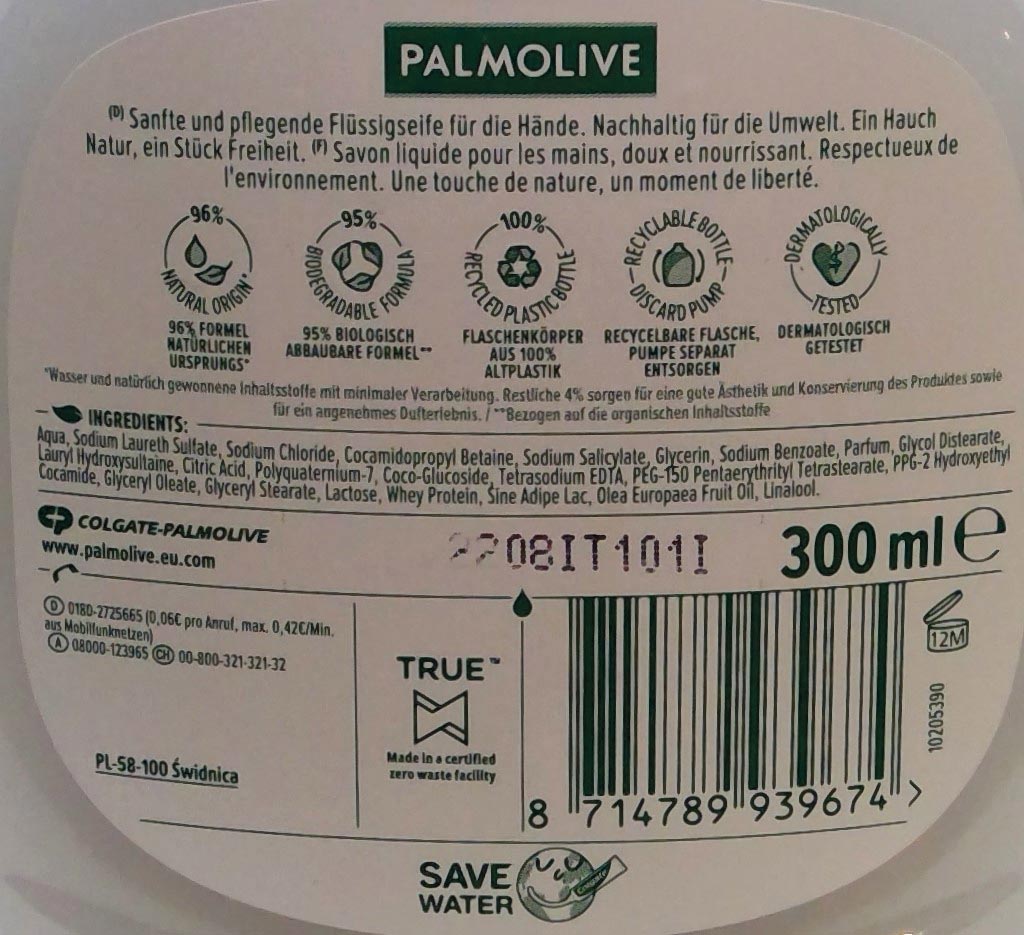 PALMOLIVE
(D) Sanfte und pflegende Flüssigseife für die Hände. Nachhaltig für die Umwelt. Ein Hauch
Natur, ein Stück Freiheit. (F) Savon liquide pour les mains, doux et nourrissant. Respectueux de
l'environnement. Une touche de nature, un moment de liberté.
96%
NATURAL ORIGIN*
96% FORMEL
NATÜRLICHEN
URSPRUNGS*
95%
BIODEGRADABLE FORMULA
95% BIOLOGISCH
ABBAUBARE FORMEL**
100%
RECYCLED PLASTIC BOTTLE
FLASCHENKÖRPER
AUS 100%
ALTPLASTIK
RECYCLABLE BOTTLE
DISCARD PUMP
RECYCELBARE FLASCHE,
PUMPE SEPARAT
ENTSORGEN
DERMATOLOGICALLY
TESTED
DERMATOLOGISCH
GETESTET
*Wasser und natürlich gewonnene Inhaltsstoffe mit minimaler Verarbeitung. Restliche 4% sorgen für eine gute Ästhetik und Konservierung des Produktes sowie
für ein angenehmes Dufterlebnis. / **Bezogen auf die organischen Inhaltsstoffe
INGREDIENTS:
Aqua, Sodium Laureth Sulfate, Sodium Chloride, Cocamidopropyl Betaine, Sodium Salicylate, Glycerin, Sodium Benzoate, Parfum, Glycol Distearate,
Lauryl Hydroxysultaine, Citric Acid, Polyquaternium-7, Coco-Glucoside, Tetrasodium EDTA, PEG-150 Pentaerythrityl Tetrastearate, PPG-2 Hydroxyethyl
Cocamide, Glyceryl Oleate, Glyceryl Stearate, Lactose, Whey Protein, Sine Adipe Lac, Olea Europaea Fruit Oil, Linalool.
COLGATE-PALMOLIVE
www.palmolive.eu.com
2208IT101I
300 ml e
(D) 0180-2725665 (0,06€ pro Anruf, max. 0,42€/Min.
aus Mobilfunknetzen)
(A) 08000-123965 (CH) 00-800-321-321-32
PL-58-100 Świdnica
TRUE™
Made in a certified
zero waste facility
12M
10205390
8 714789 939674 >
SAVE
WATER